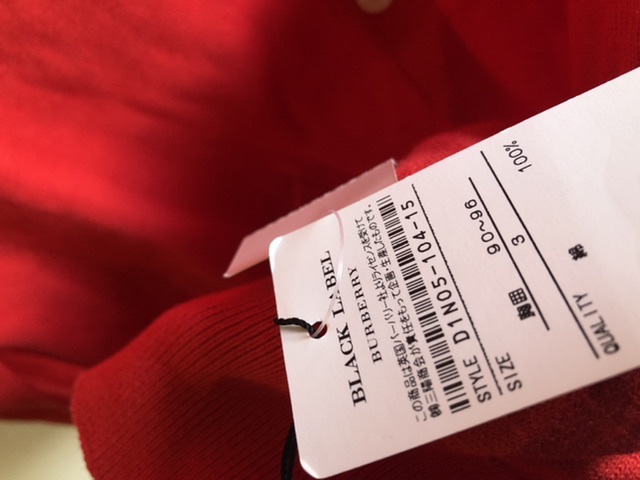 BLACK LABEL
BURBERRY
この商品は英国バーバリー社よりライセンスを受けて
㈱三陽商会が責任をもって企画・生産したものです。
STYLE D1N05-104-15
SIZE 3
胸囲 90~96
QUALITY
綿 100%